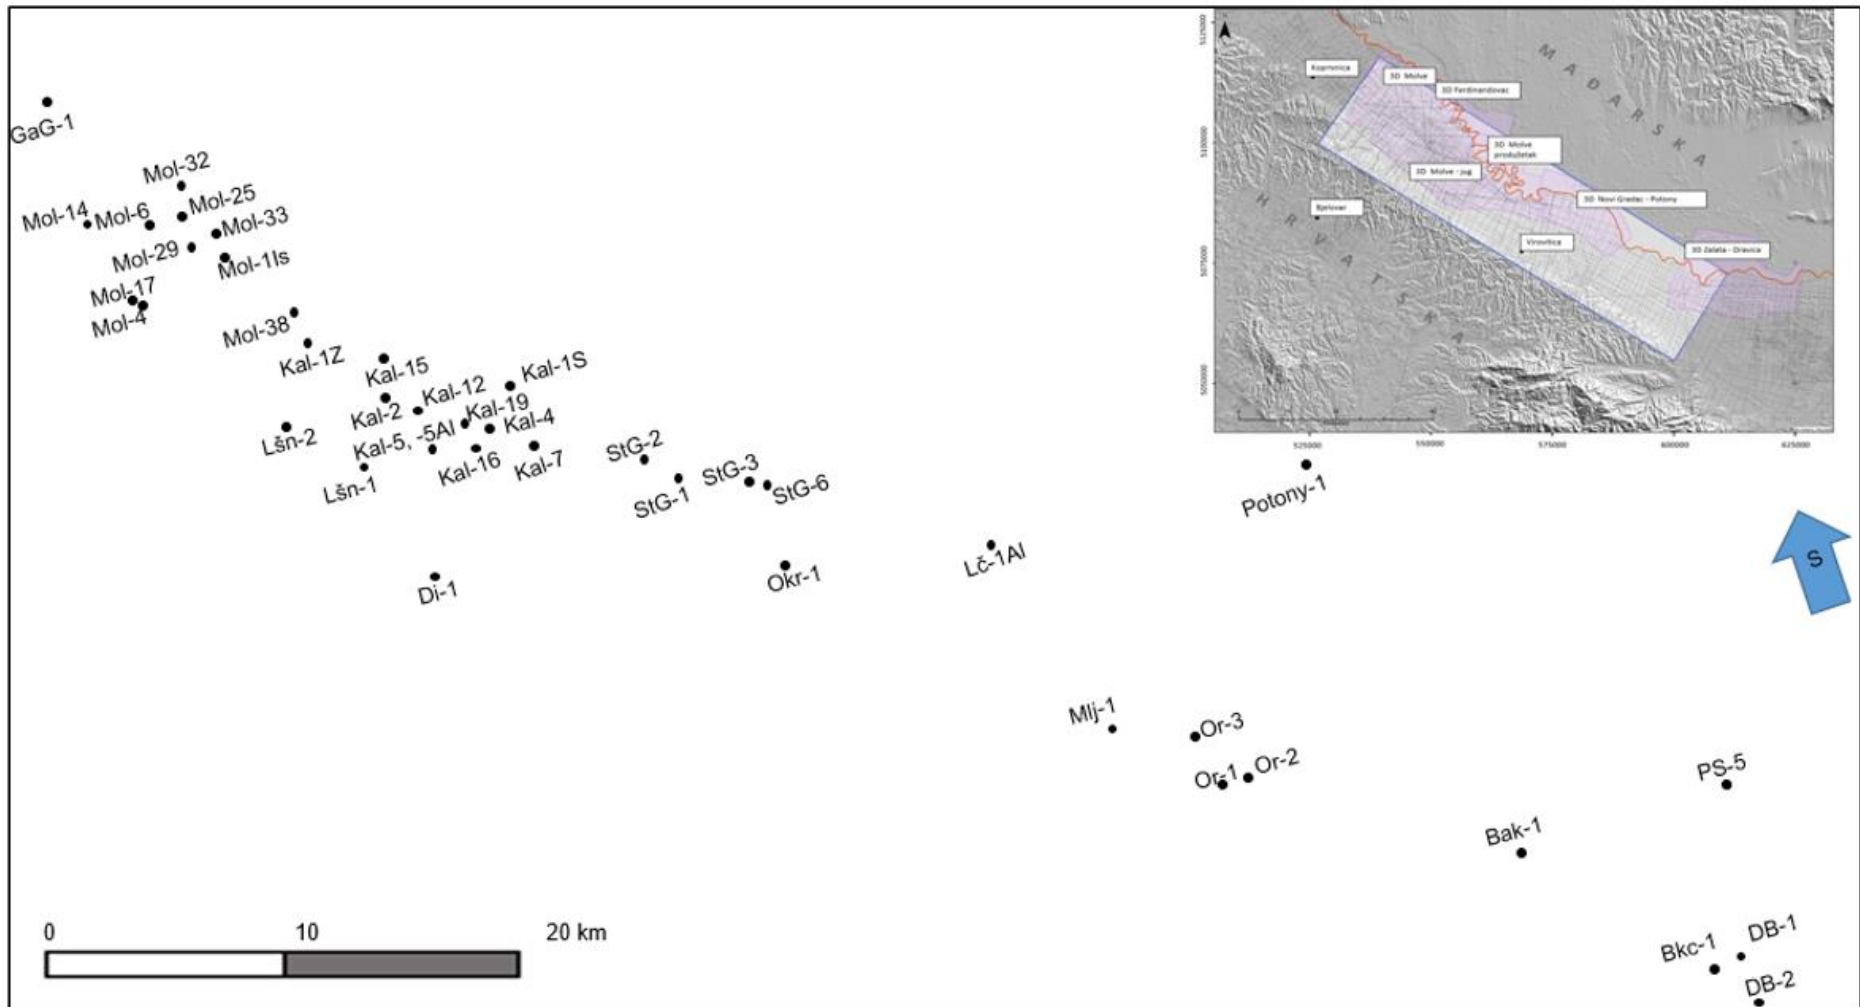 GaG-1
Mol-32
Mol-14
Mol-6
Mol-25
Mol-33
Mol-29
Mol-1Is
Mol-17
Mol-4
Mol-38
Kal-1Z
Kal-15
Kal-1S
Kal-12
Kal-2
Kal-19
Kal-4
Kal-5, -5Al
Lšn-2
Kal-16
Kal-7
Lšn-1
StG-2
StG-1
StG-3
StG-6
Di-1
Okr-1
Lč-1Al
Potony-1
S
Mlj-1
Or-3
Or-1
Or-2
PS-5
Bak-1
Bkc-1
DB-1
DB-2
0 10 20 km
MAĐARSKA
HRVATSKA
Koprivnica
3D Molve
3D Ferdinandovac
3D Molve
produžetak
3D Molve - jug
Bjelovar
3D Novi Gradec - Potony
Virovitica
3D Zalata - Dravica
5125000
5100000
5075000
5050000
525000
550000
575000
600000
625000